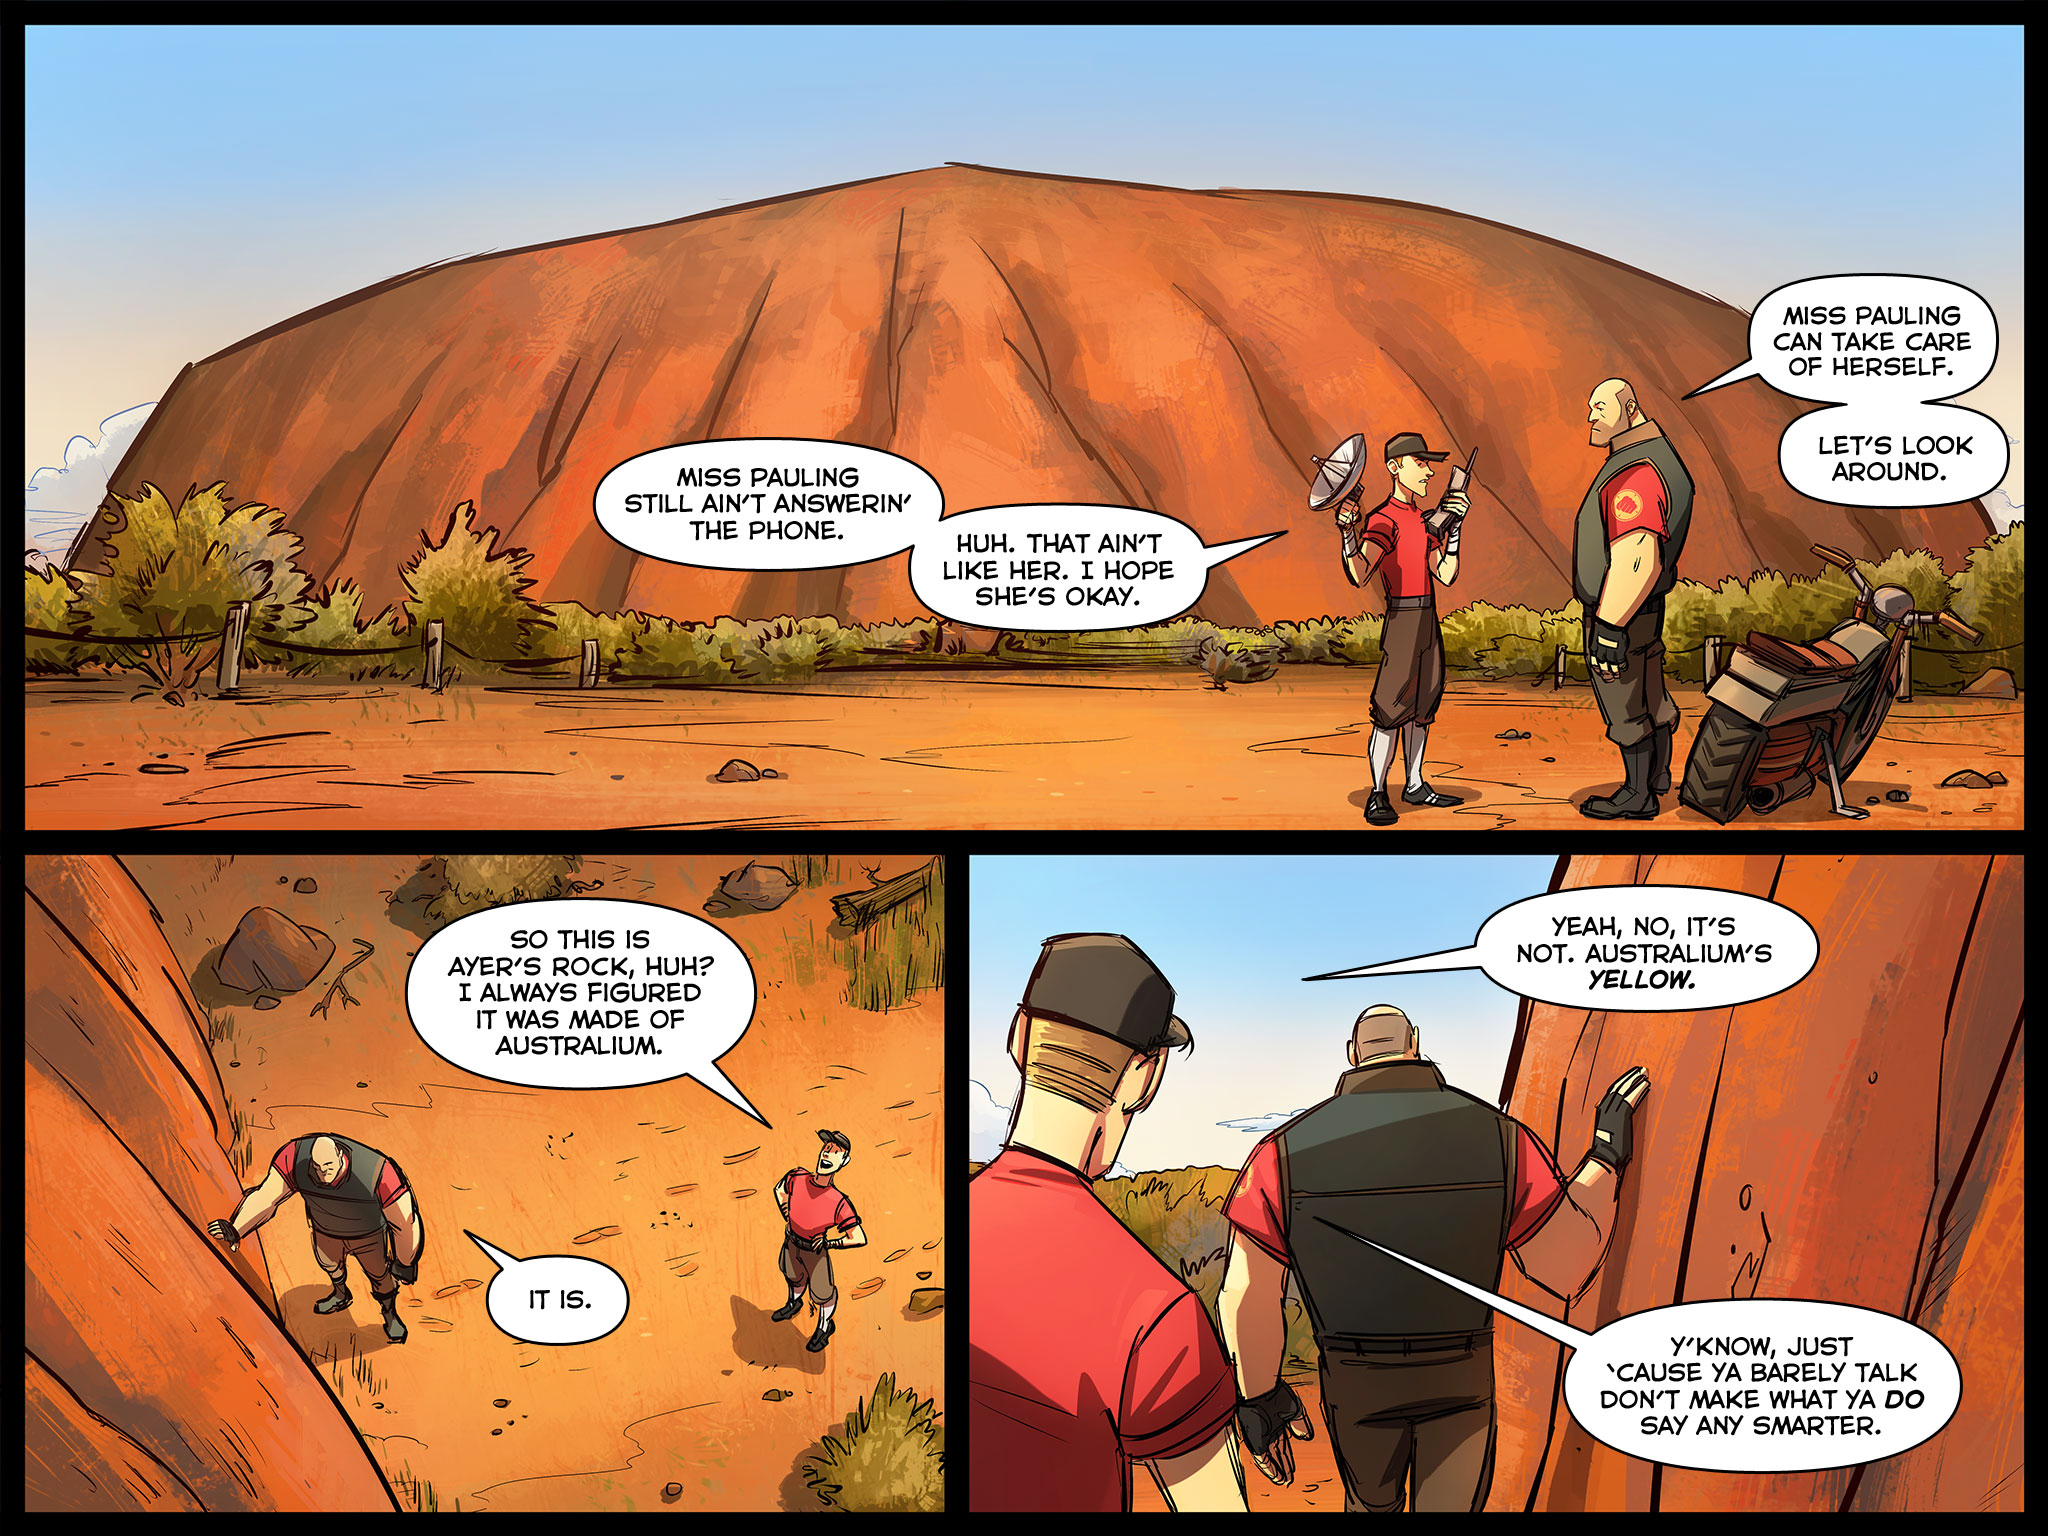 MISS PAULING
STILL AIN'T ANSWERIN'
THE PHONE.
HUH. THAT AIN'T
LIKE HER. I HOPE
SHE'S OKAY.
MISS PAULING
CAN TAKE CARE
OF HERSELF.
LET'S LOOK
AROUND.
SO THIS IS
AYER'S ROCK, HUH?
I ALWAYS FIGURED
IT WAS MADE OF
AUSTRALIUM.
IT IS.
YEAH, NO, IT'S
NOT. AUSTRALIUM'S
YELLOW.
Y'KNOW, JUST
'CAUSE YA BARELY TALK
DON'T MAKE WHAT YA DO
SAY ANY SMARTER.